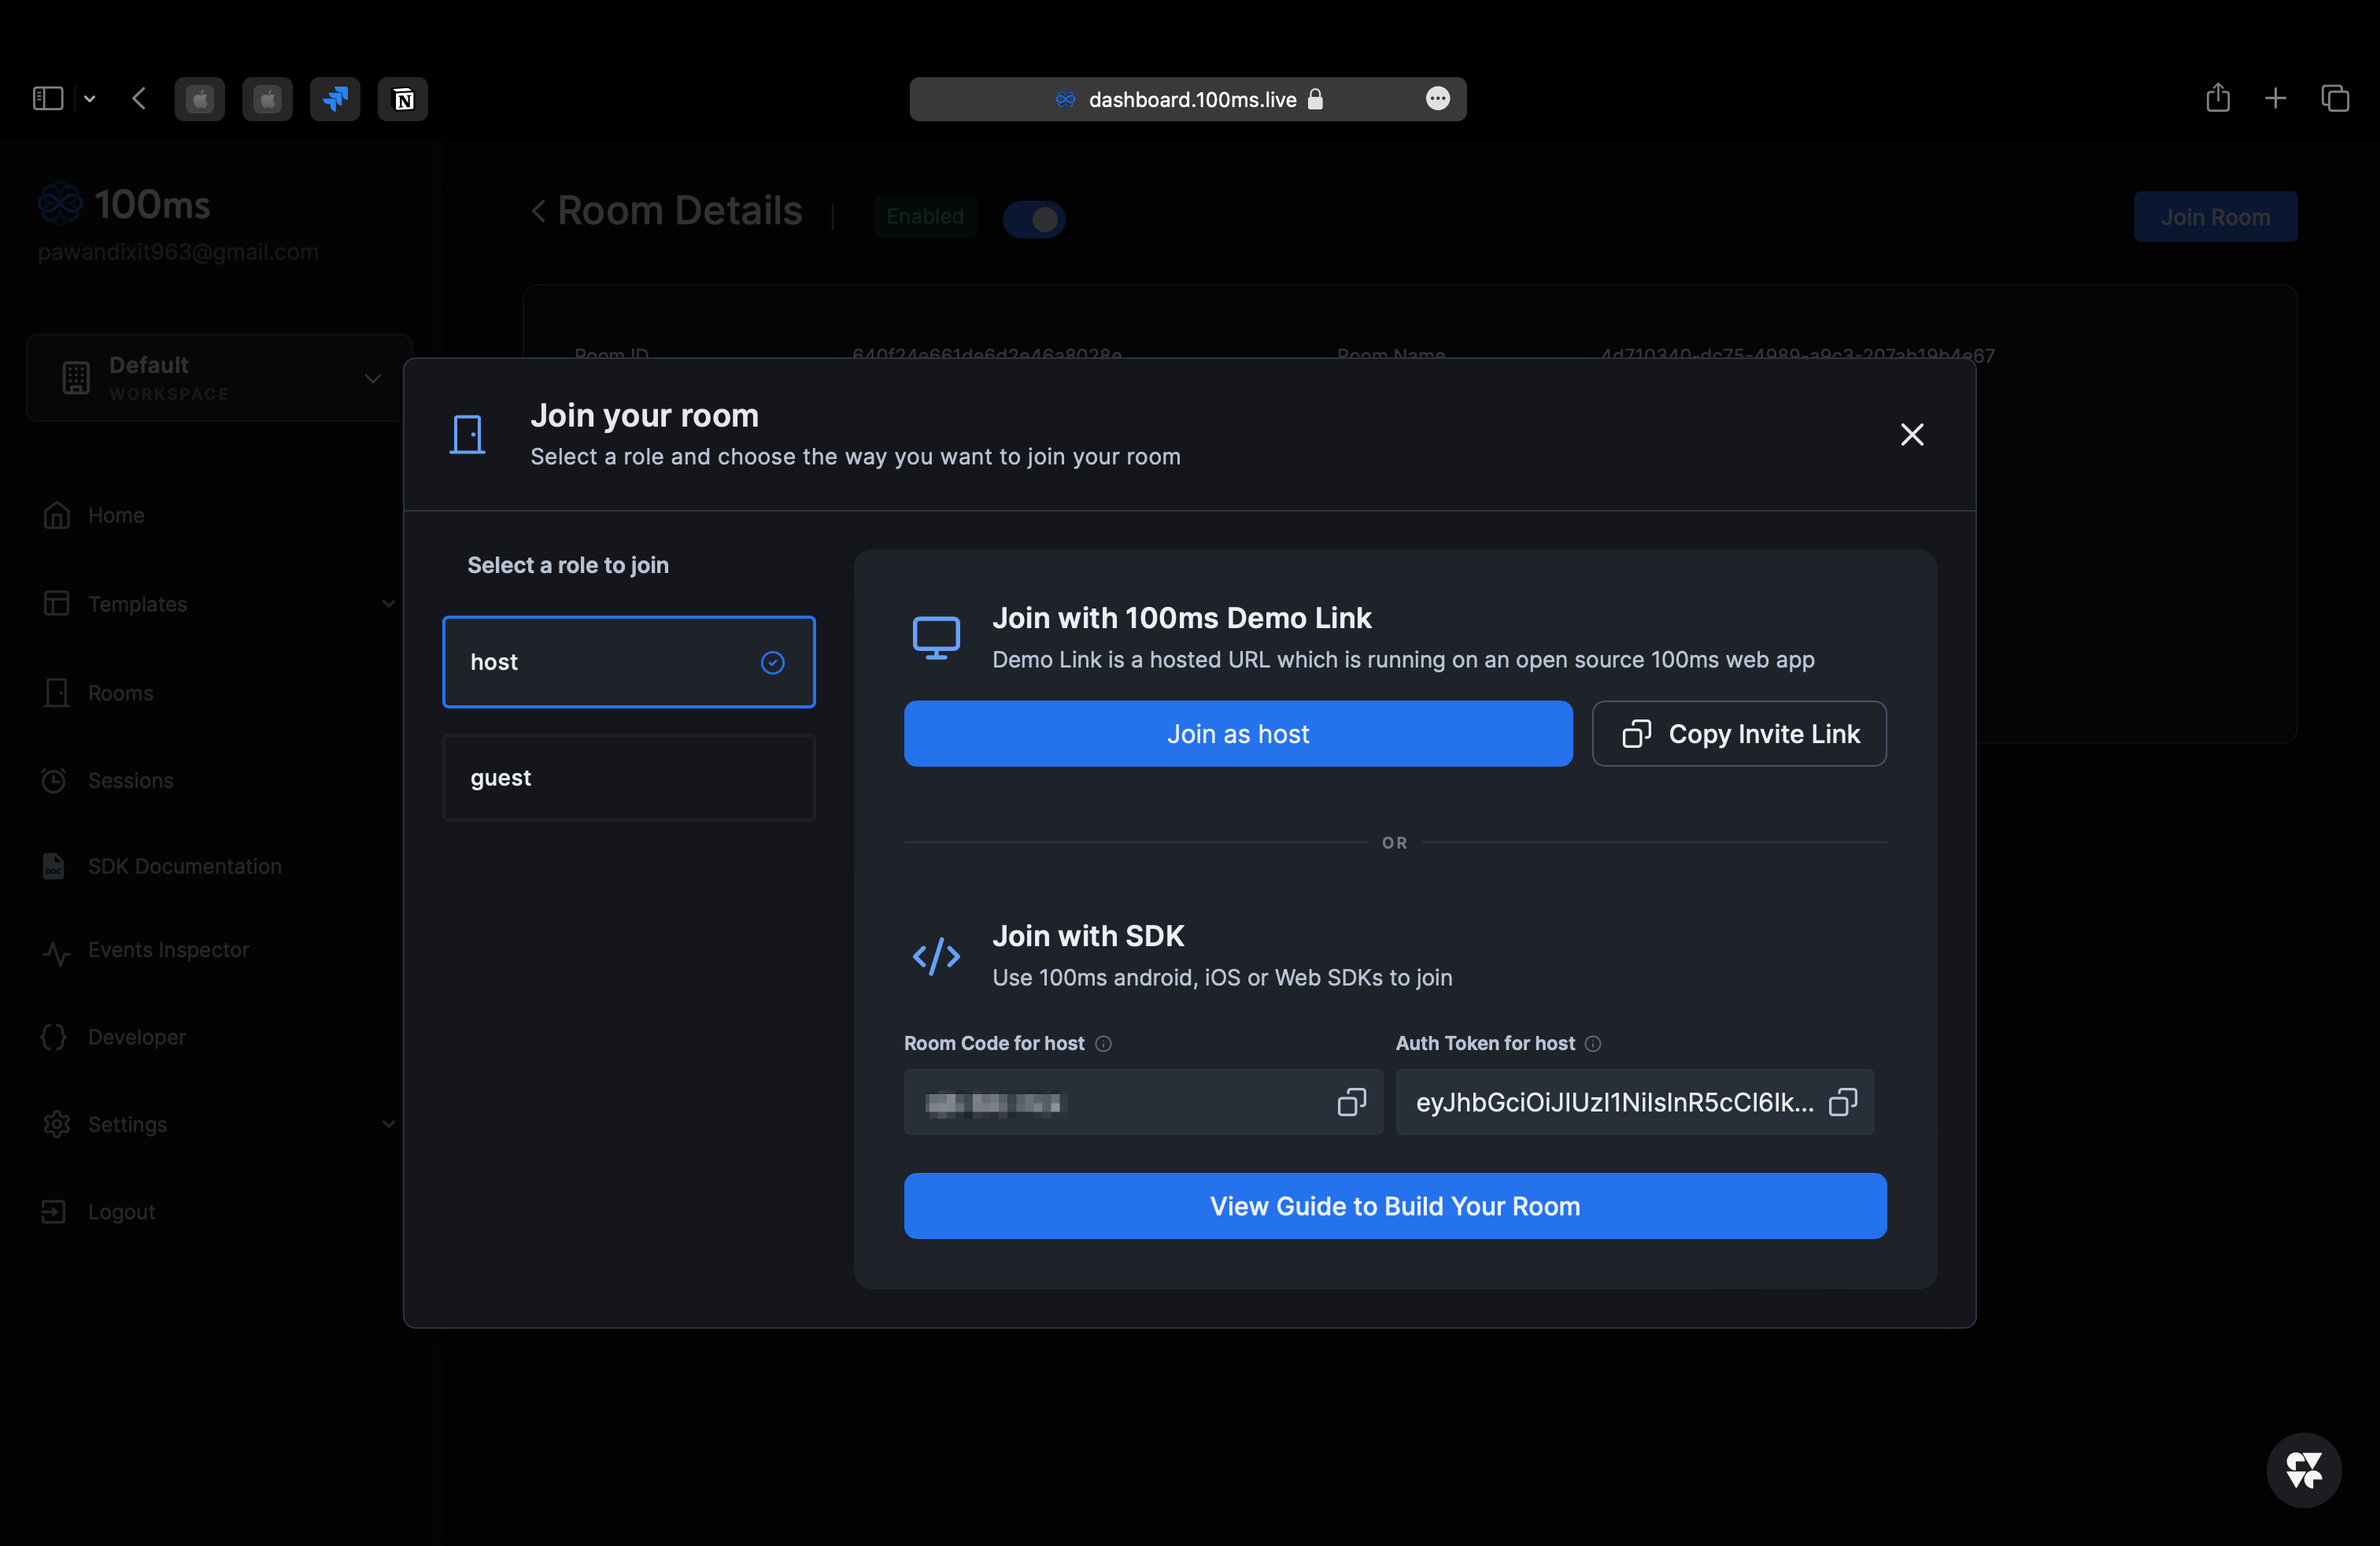 dashboard.100ms.live
100ms
pawandixit963@gmail.com
Room Details
Enabled
Join Room
Default
WORKSPACE
Room ID
640f24e661de6d2e46a8028e
Room Name
4d710340-dc75-4989-a9c3-207ab19b4e67
Home
Templates
Rooms
Sessions
DOC
SDK Documentation
Events Inspector
Developer
Settings
Logout
Join your room
Select a role and choose the way you want to join your room
Select a role to join
host
guest
Join with 100ms Demo Link
Demo Link is a hosted URL which is running on an open source 100ms web app
Join as host
Copy Invite Link
OR
Join with SDK
Use 100ms android, iOS or Web SDKs to join
Room Code for host
Auth Token for host
eyJhbGciOiJIUzI1NiIsInR5cCI6Ik...
View Guide to Build Your Room